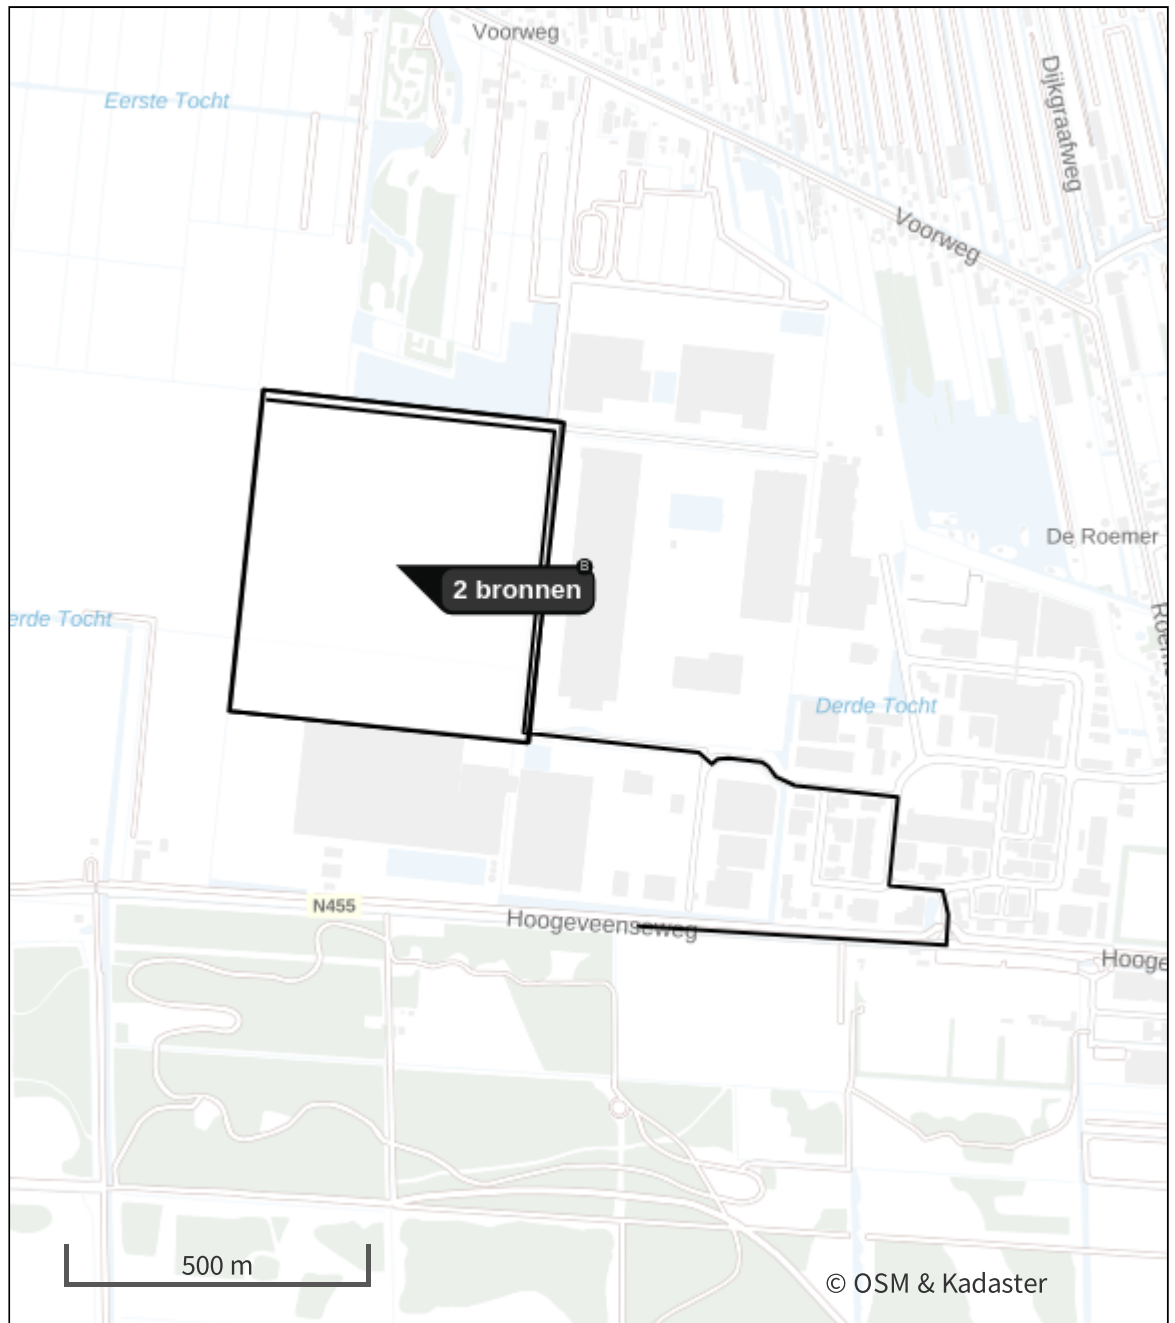 Voorweg
Eerste Tocht
Dijkgraafweg
Voorweg
De Roemer
B
2 bronnen
erde Tocht
Derde Tocht
N455
Hoogeveenseweg
Hooge
500 m
© OSM & Kadaster